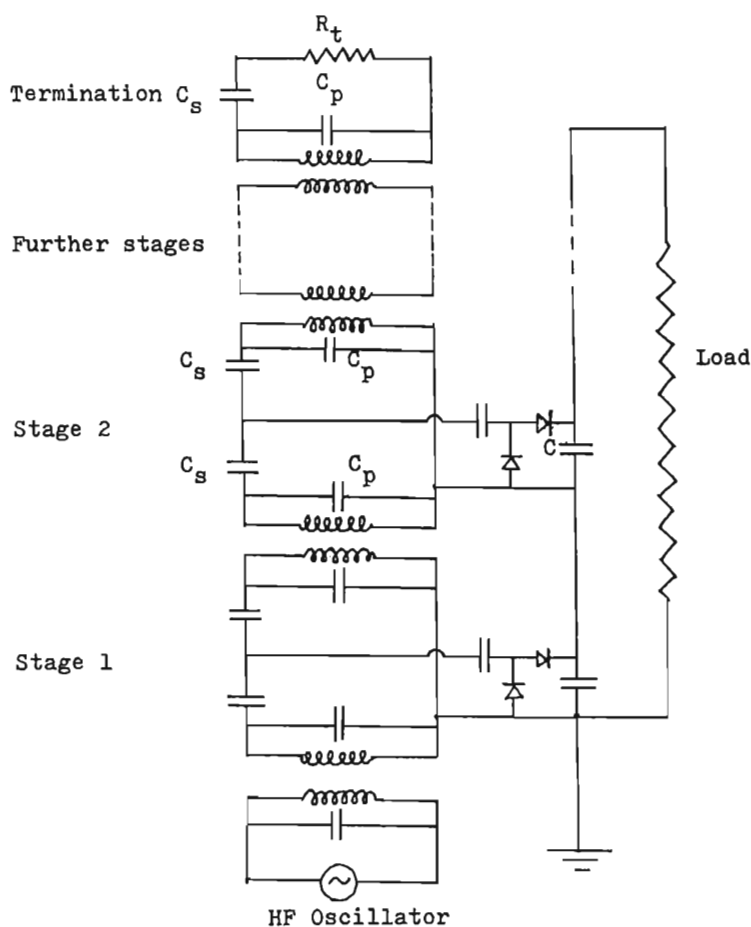 R_t
C_p
Termination C_s
Further stages
C_s
C_p
Load
Stage 2
C
C_s
C_p
Stage 1
HF Oscillator